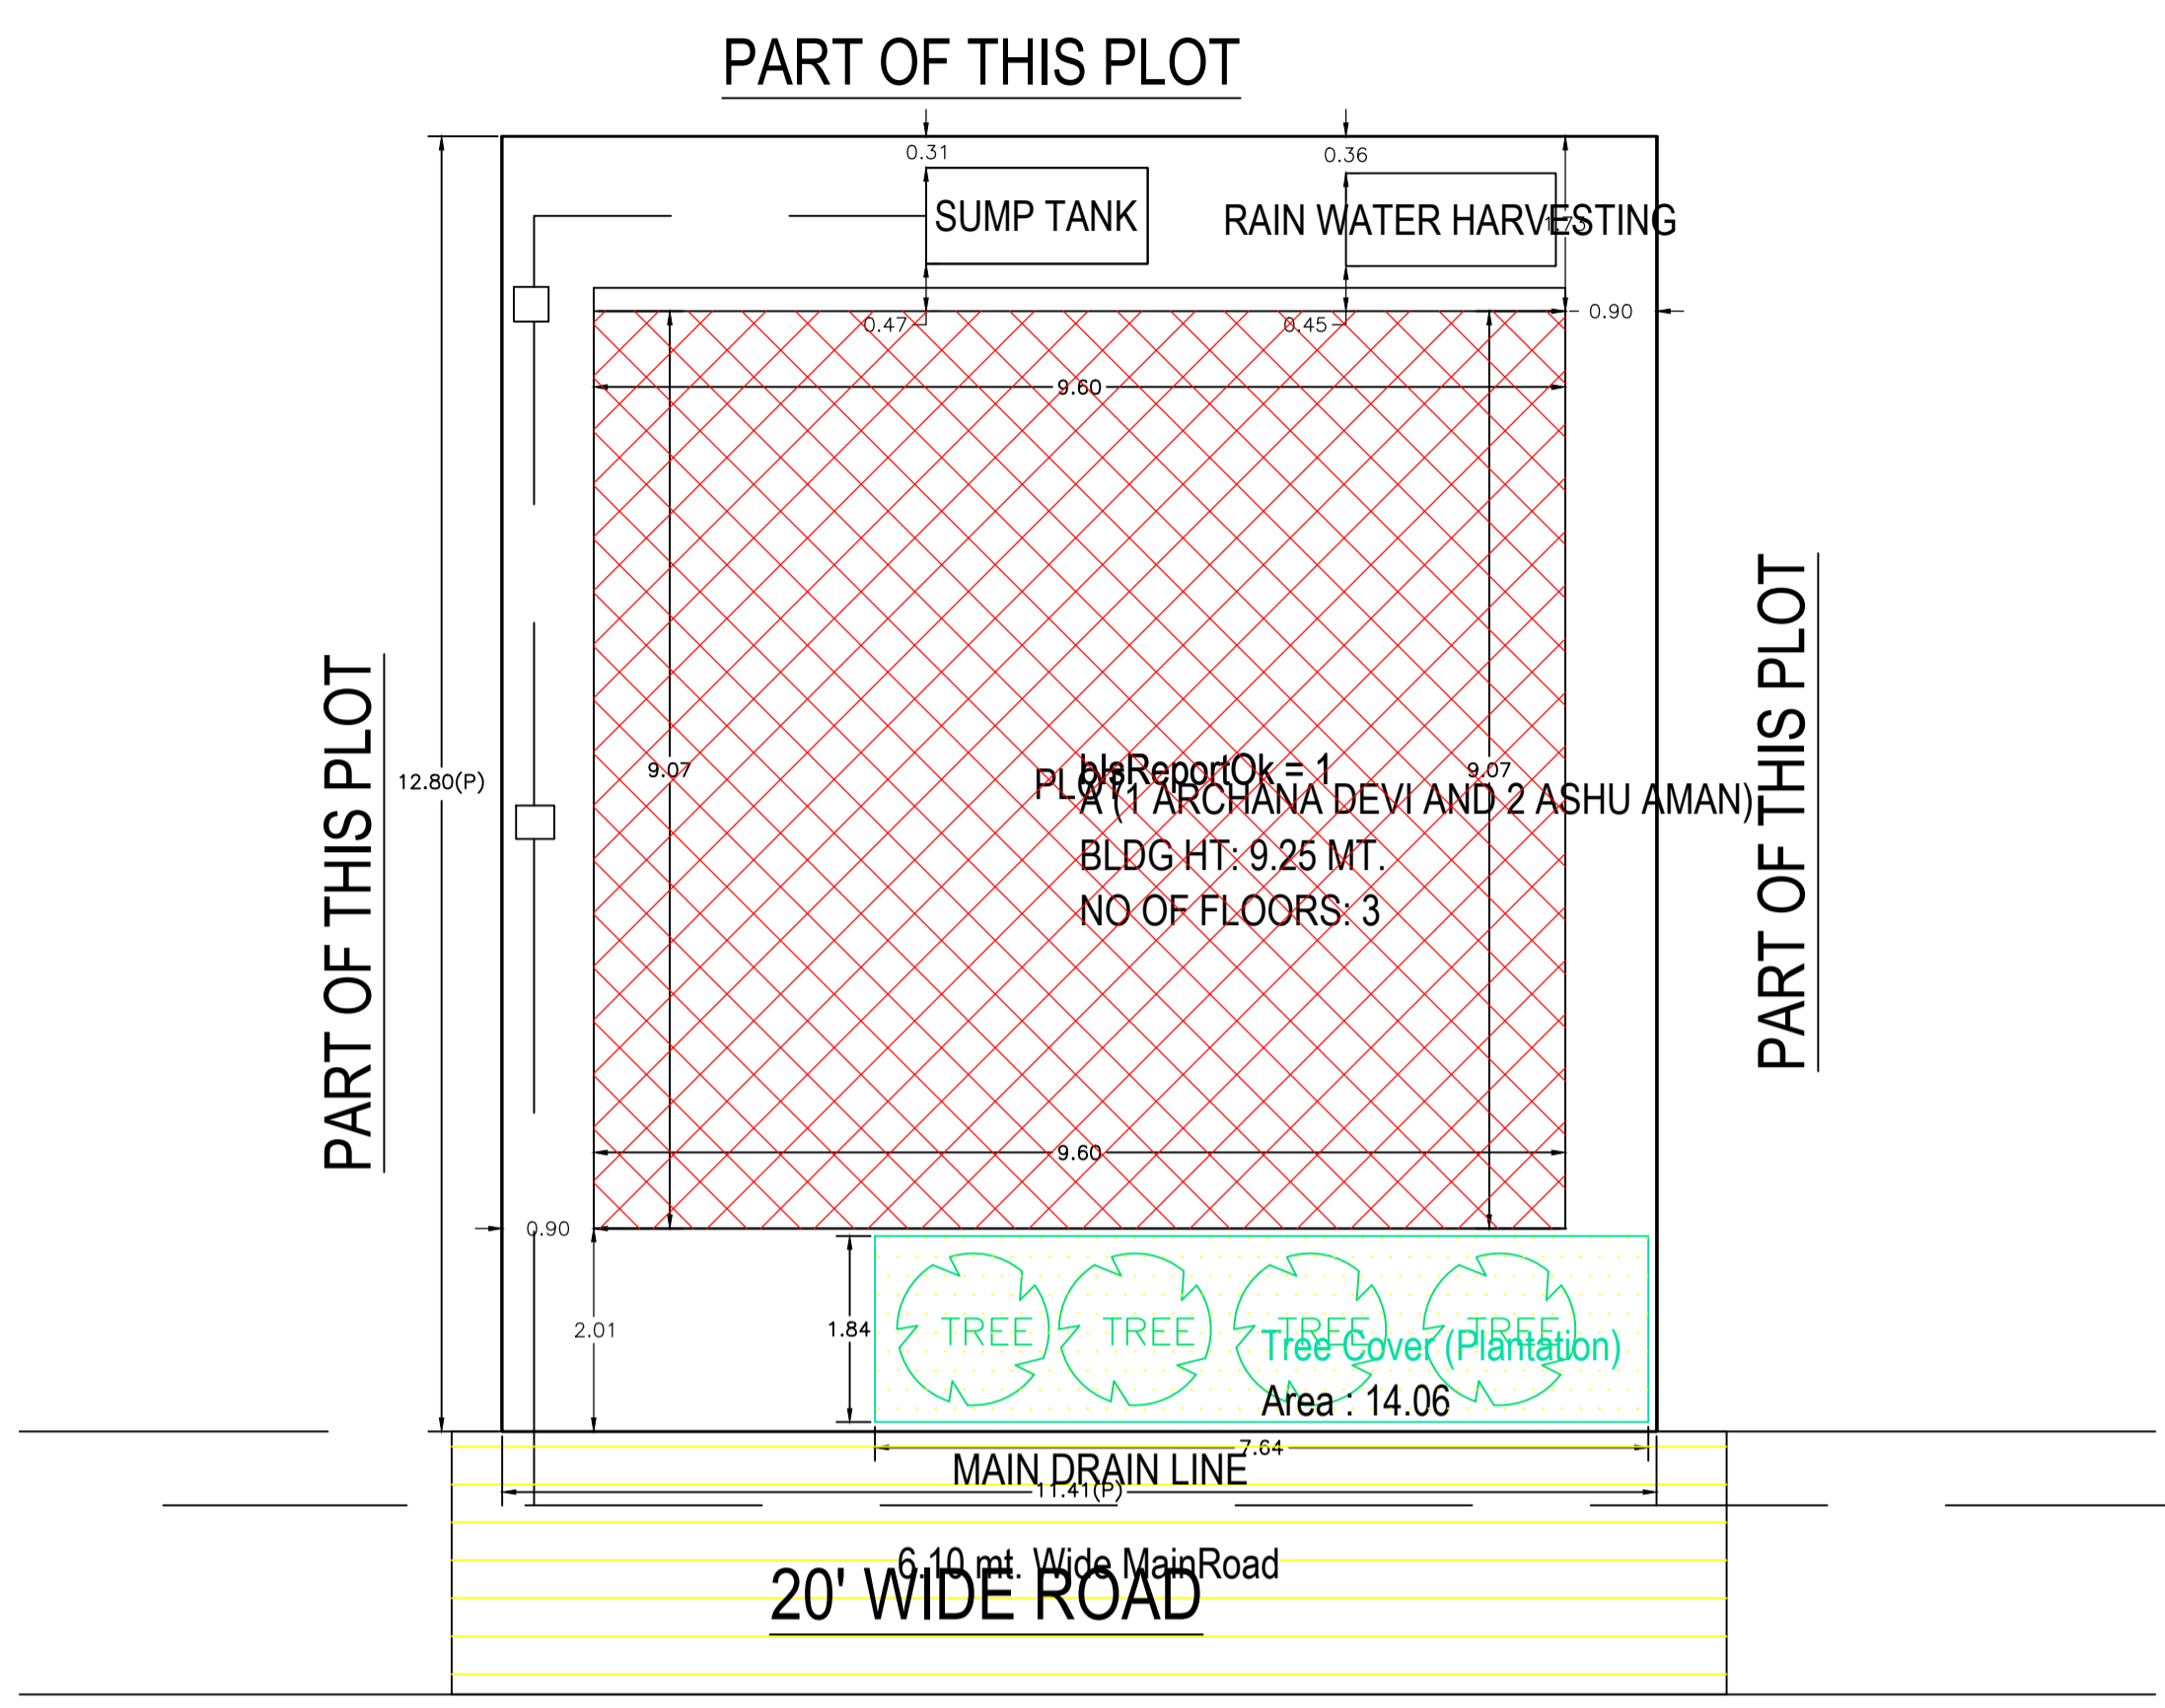 PART OF THIS PLOT
0.31
0.36
SUMP TANK
RAIN WATER HARVESTING
1.73
0.47
0.45
0.90
9.60
PART OF THIS PLOT
PART OF THIS PLOT
12.80(P)
9.07
9.07
bIsReportOk = 1
PLOT
A (1 ARCHANA DEVI AND 2 ASHU AMAN)
BLDG HT: 9.25 MT.
NO OF FLOORS: 3
9.60
0.90
2.01
1.84
TREE
TREE
TREE
TREE
Tree Cover (Plantation)
Area : 14.06
7.64
MAIN DRAIN LINE
11.41(P)
6.10 mt. Wide MainRoad
20' WIDE ROAD